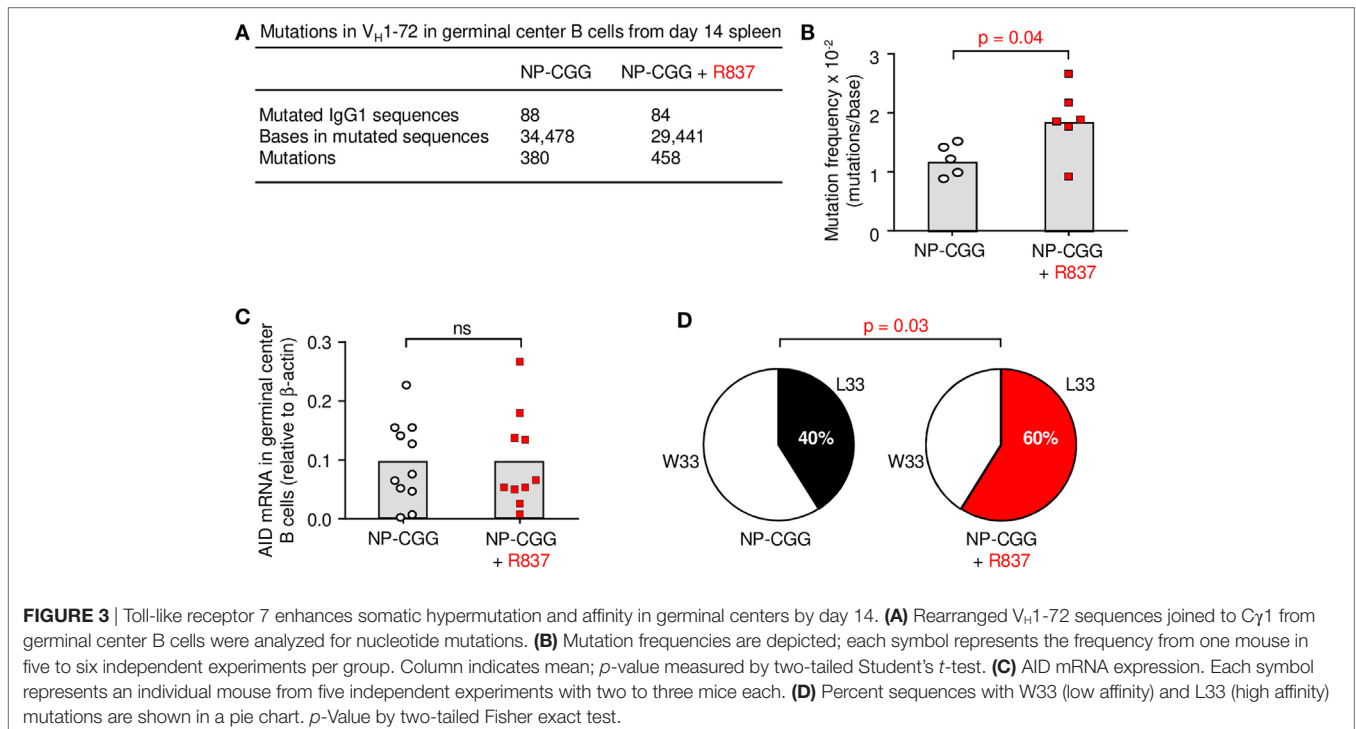 A Mutations in VH1-72 in germinal center B cells from day 14 spleen
NP-CGG NP-CGG + R837
Mutated IgG1 sequences 88 84
Bases in mutated sequences 34,478 29,441
Mutations 380 458
B
p = 0.04
Mutation frequency x 10-2
(mutations/base)
3
2
1
0
NP-CGG NP-CGG
+ R837
C
ns
AID mRNA in germinal center
B cells (relative to β-actin)
0.3
0.2
0.1
0.0
NP-CGG NP-CGG
+ R837
D
p = 0.03
L33 L33
40% 60%
W33 W33
NP-CGG NP-CGG
+ R837
FIGURE 3 | Toll-like receptor 7 enhances somatic hypermutation and affinity in germinal centers by day 14. (A) Rearranged VH1-72 sequences joined to Cγ1 from
germinal center B cells were analyzed for nucleotide mutations. (B) Mutation frequencies are depicted; each symbol represents the frequency from one mouse in
five to six independent experiments per group. Column indicates mean; p-value measured by two-tailed Student's t-test. (C) AID mRNA expression. Each symbol
represents an individual mouse from five independent experiments with two to three mice each. (D) Percent sequences with W33 (low affinity) and L33 (high affinity)
mutations are shown in a pie chart. p-Value by two-tailed Fisher exact test.